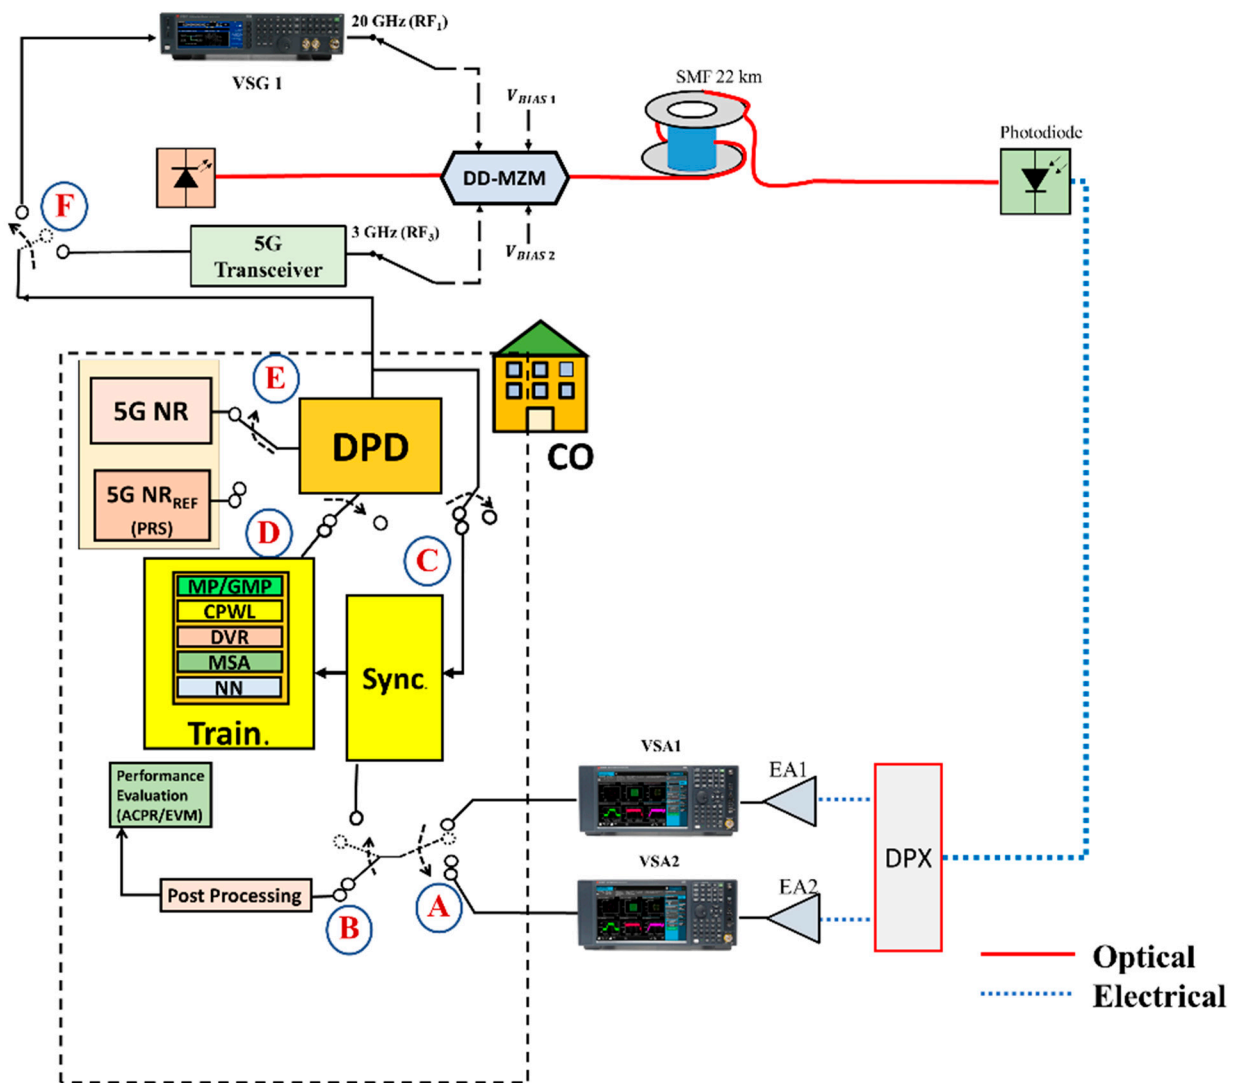 20 GHz (RF1)
VSG 1
SMF 22 km
VBIAS 1
Photodiode
DD-MZM
F
3 GHz (RF3)
5G
Transceiver
VBIAS 2
E
5G NR
DPD
CO
5G NRREF
(PRS)
D
C
MP/GMP
CPWL
DVR
MSA
NN
Train.
Sync.
VSA1
EA1
Performance
Evaluation
(ACPR/EVM)
DPX
VSA2
EA2
Post Processing
A
B
Optical
Electrical